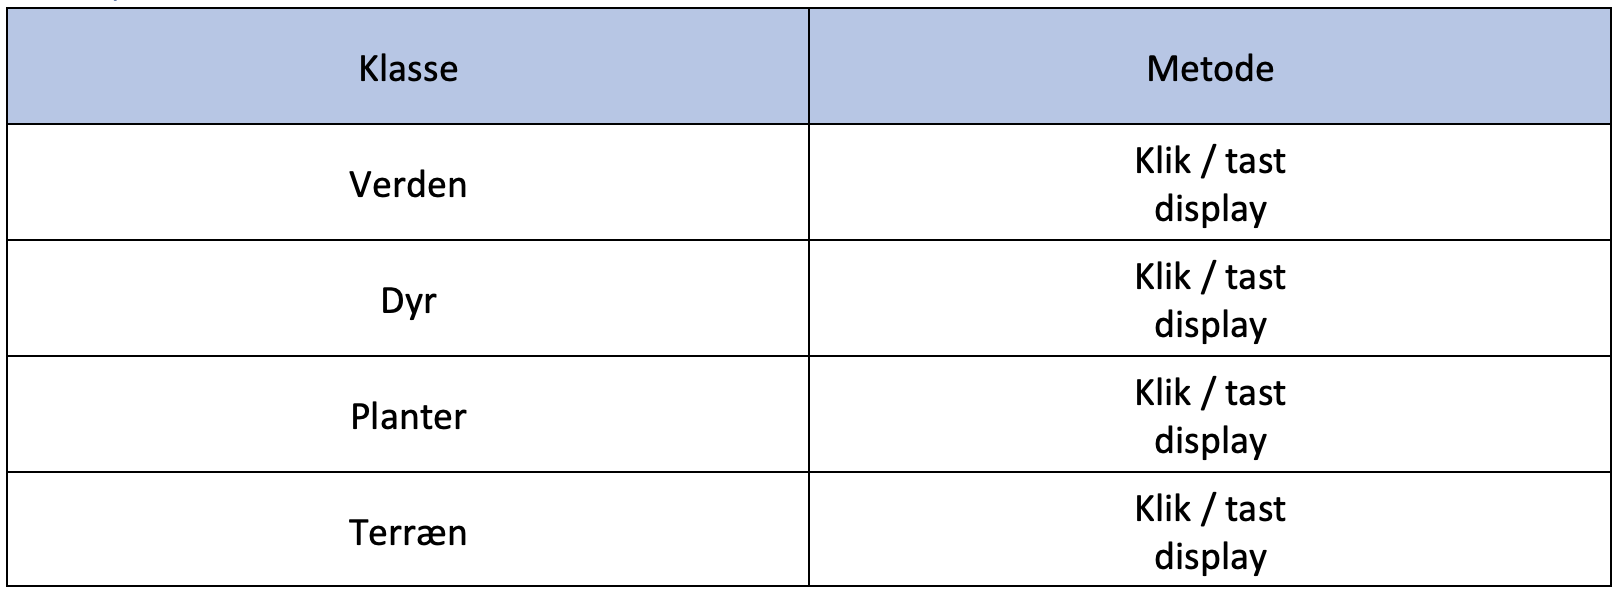 Klasse
Metode
Verden
Klik / tast
display
Dyr
Klik / tast
display
Planter
Klik / tast
display
Terræn
Klik / tast
display